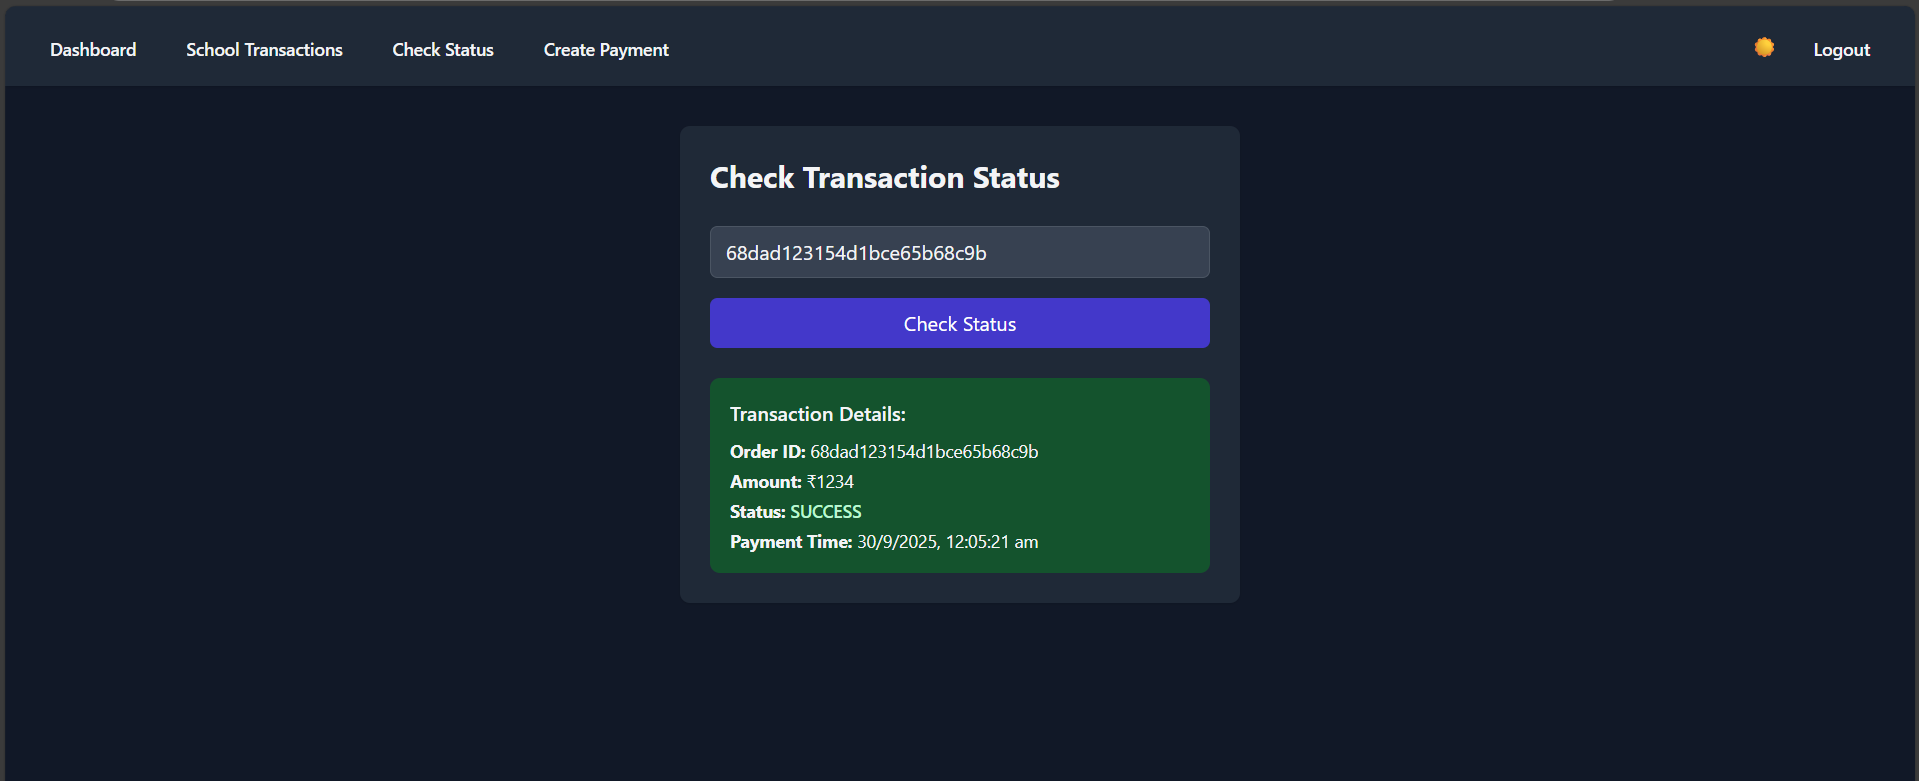 Dashboard School Transactions Check Status Create Payment Logout
Check Transaction Status
68dad123154d1bce65b68c9b
Check Status
Transaction Details:
Order ID: 68dad123154d1bce65b68c9b
Amount: ₹1234
Status: SUCCESS
Payment Time: 30/9/2025, 12:05:21 am